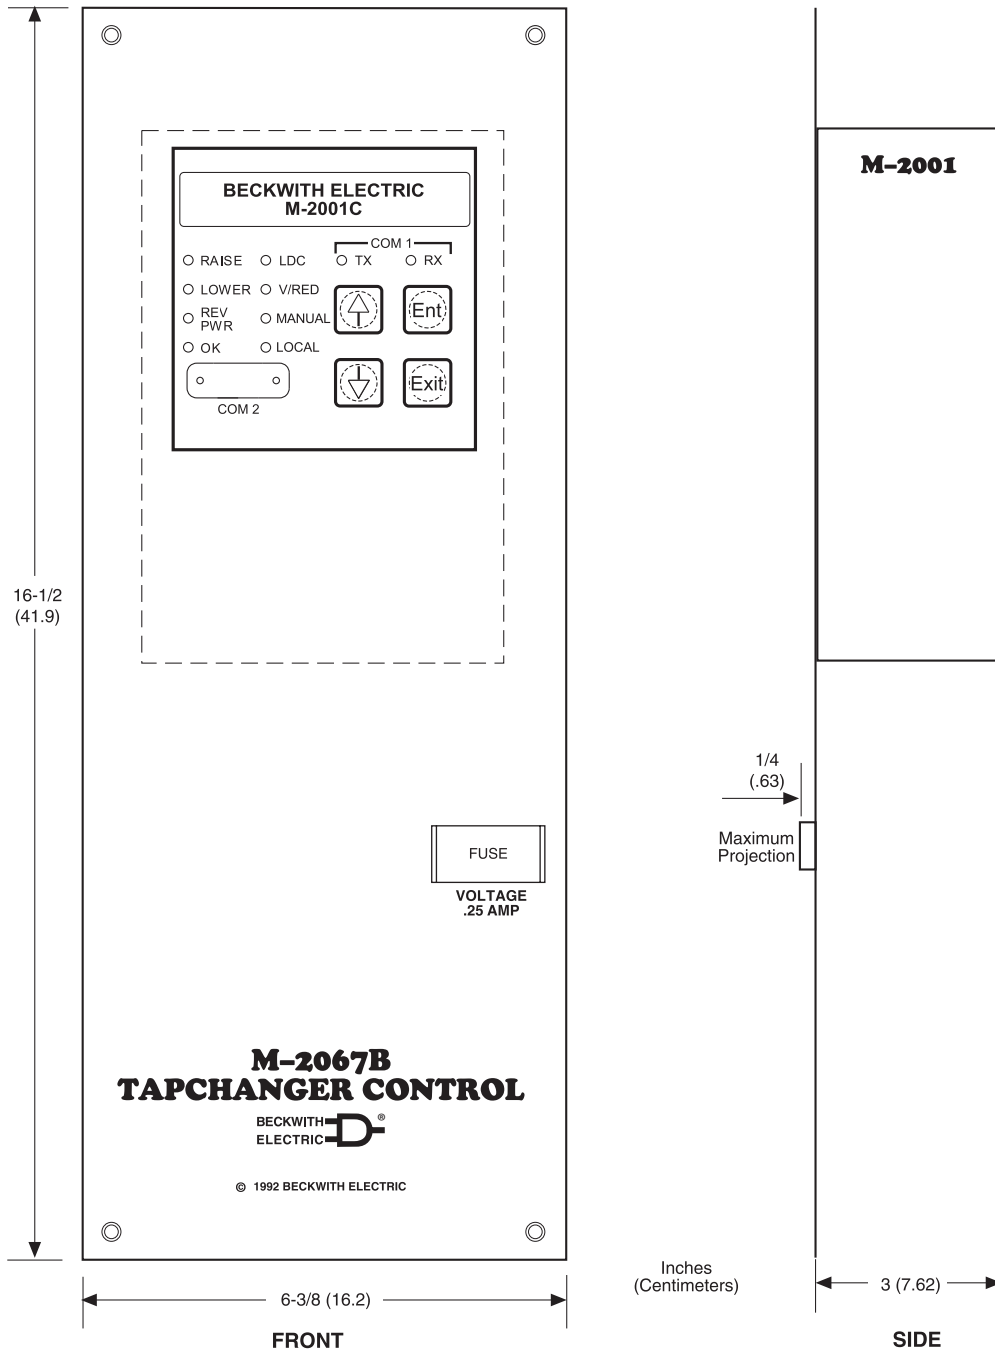 BECKWITH ELECTRIC
M-2001C
COM 1
RAISE
LDC
TX
RX
LOWER
V/RED
REV
PWR
MANUAL
Ent
OK
LOCAL
Exit
COM 2
M–2001
16-1/2
(41.9)
1/4
(.63)
Maximum
Projection
FUSE
VOLTAGE
.25 AMP
M–2067B
TAPCHANGER CONTROL
BECKWITH
ELECTRIC
®
© 1992 BECKWITH ELECTRIC
Inches
(Centimeters)
6-3/8 (16.2)
3 (7.62)
FRONT
SIDE